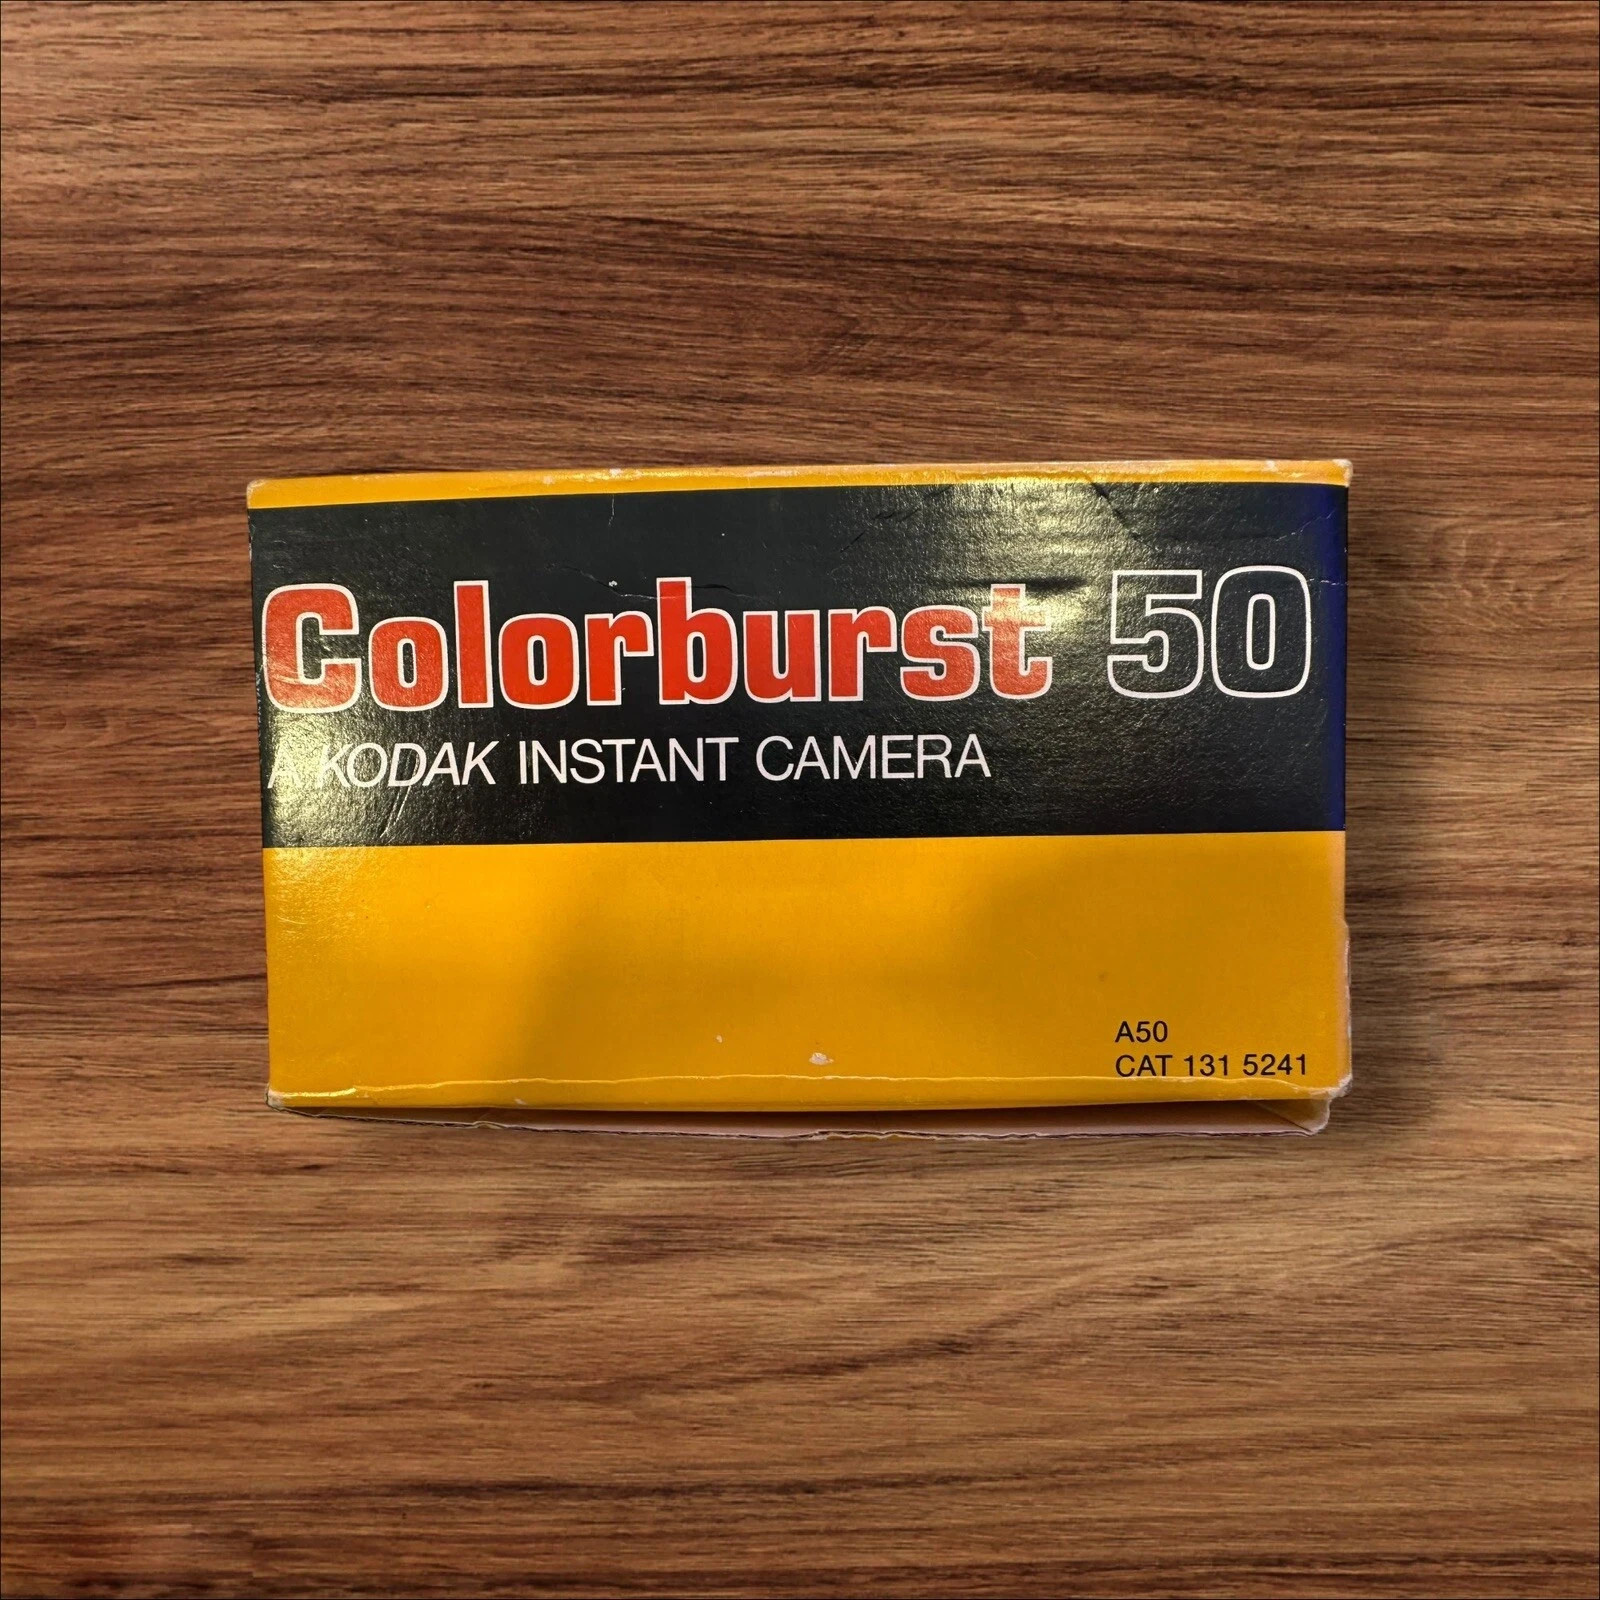 Colorburst 50
A KODAK INSTANT CAMERA
A50
CAT 131 5241